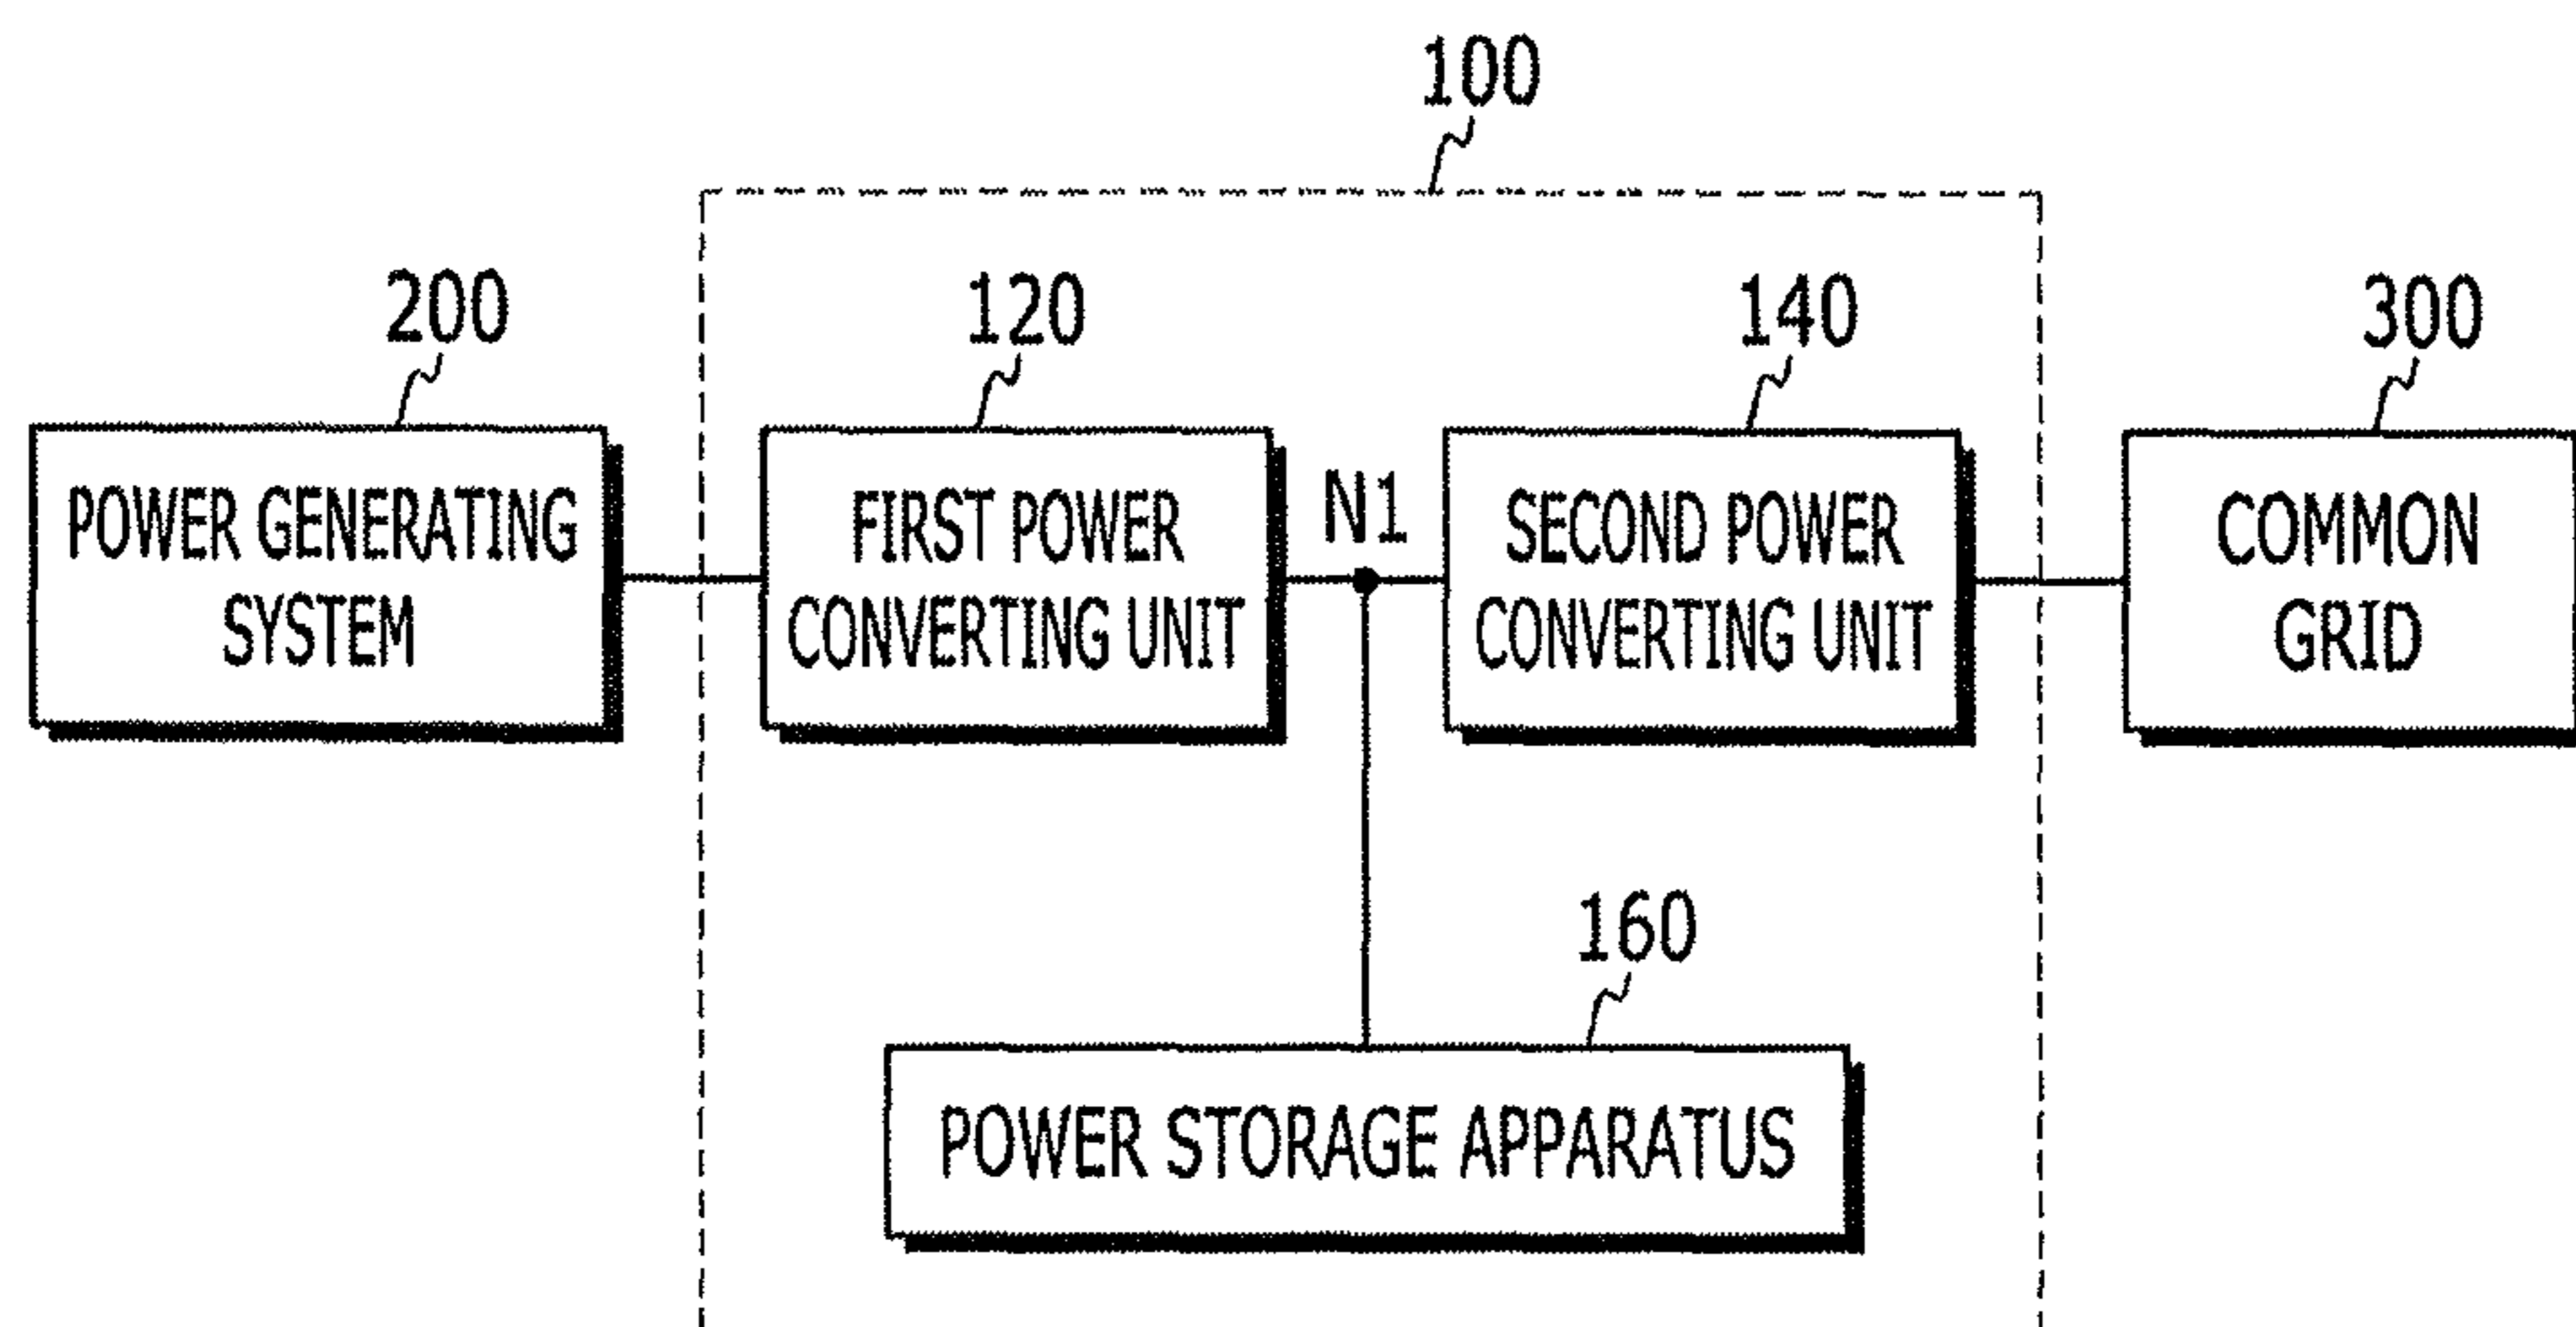 100
200
120
140
300
POWER GENERATING
SYSTEM
FIRST POWER
CONVERTING UNIT
N1
SECOND POWER
CONVERTING UNIT
COMMON
GRID
160
POWER STORAGE APPARATUS